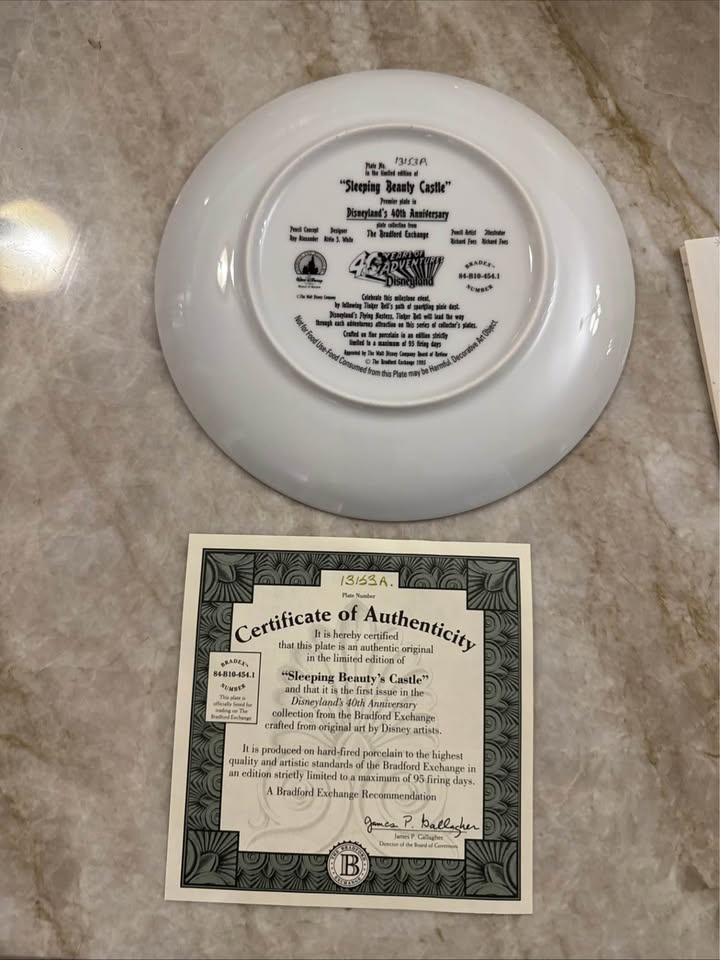 Plate No. 13153A
in the limited edition of
"Sleeping Beauty Castle"
Premier plate in
Disneyland's 40th Anniversary
plate collection from
The Bradford Exchange
Pencil Concept
Ray Alexander
Designer
Pencil Artist
Illustrator
40 YEARS OF
ADVENTURES
Disneyland
BRADEX™
84-B10-454.1
NUMBER
©The Walt Disney Company
Celebrate this milestone event,
by following Tinker Bell's path of sparkling pixie dust.
Disneyland's Flying Hostess, Tinker Bell will lead the way
through each adventurous attraction on this series of collector's plates.
Crafted on fine porcelain in an edition strictly
limited to a maximum of 95 firing days
Approved by The Walt Disney Company Board of Review
© The Bradford Exchange 1995
Not for Food Use-Food Consumed from this Plate may be Harmful. Decorative Art Object.
13153A.
Plate Number
Certificate of Authenticity
It is hereby certified
that this plate is an authentic original
in the limited edition of
"Sleeping Beauty's Castle"
and that it is the first issue in the
Disneyland's 40th Anniversary
collection from the Bradford Exchange
crafted from original art by Disney artists.
BRADEX™
84-B10-454.1
NUMBER
This plate is
officially listed for
trading on The
Bradford Exchange
It is produced on hard-fired porcelain to the highest
quality and artistic standards of the Bradford Exchange in
an edition strictly limited to a maximum of 95 firing days.
A Bradford Exchange Recommendation
James P. Gallagher
James P. Gallagher
Director of the Board of Governors
THE BRADFORD
B
EXCHANGE